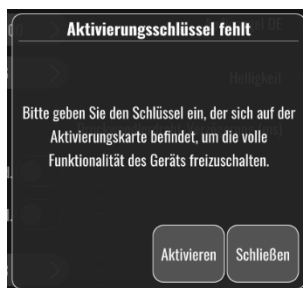 Aktivierungsschlüssel fehlt
Helligkeit
Bitte geben Sie den Schlüssel ein, der sich auf der
Aktivierungskarte befindet, um die volle
Funktionalität des Geräts freizuschalten.
Aktivieren Schließen